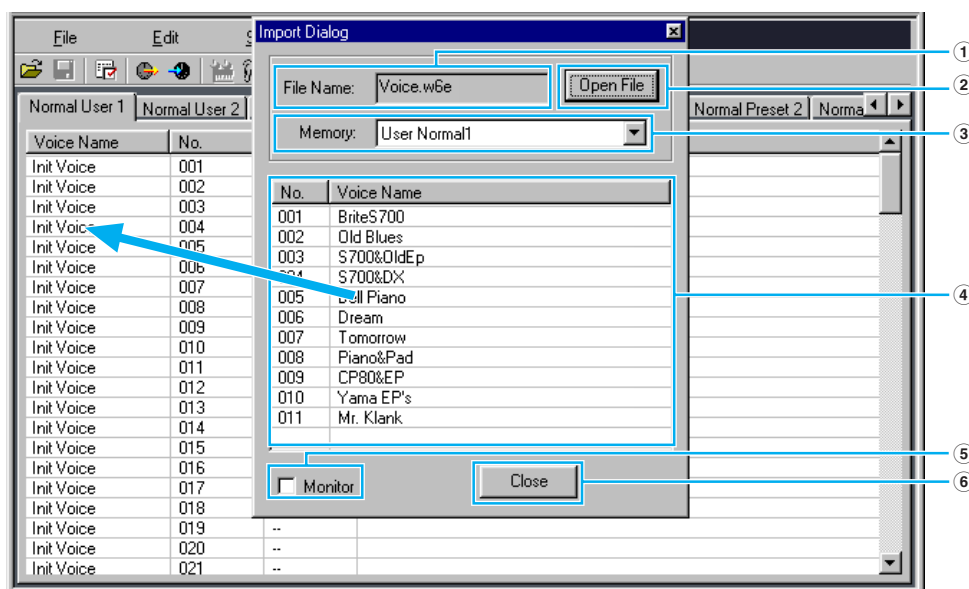 File Edit
Import Dialog
①
File Name: Voice.w6e Open File
②
Normal User 1 Normal User 2 Normal Preset 2 Norma
Memory: User Normal1
③
Voice Name No.
Init Voice 001
Init Voice 002
Init Voice 003
Init Voice 004
Init Voice 005
Init Voice 006
Init Voice 007
Init Voice 008
Init Voice 009
Init Voice 010
Init Voice 011
Init Voice 012
Init Voice 013
Init Voice 014
Init Voice 015
Init Voice 016
Init Voice 017
Init Voice 018
Init Voice 019 --
Init Voice 020 --
Init Voice 021 --
No. Voice Name
001 BriteS700
002 Old Blues
003 S700&OldEp
004 S700&DX
005 Bell Piano
006 Dream
007 Tomorrow
008 Piano&Pad
009 CP80&EP
010 Yama EP's
011 Mr. Klank
④
Monitor
⑤
Close
⑥